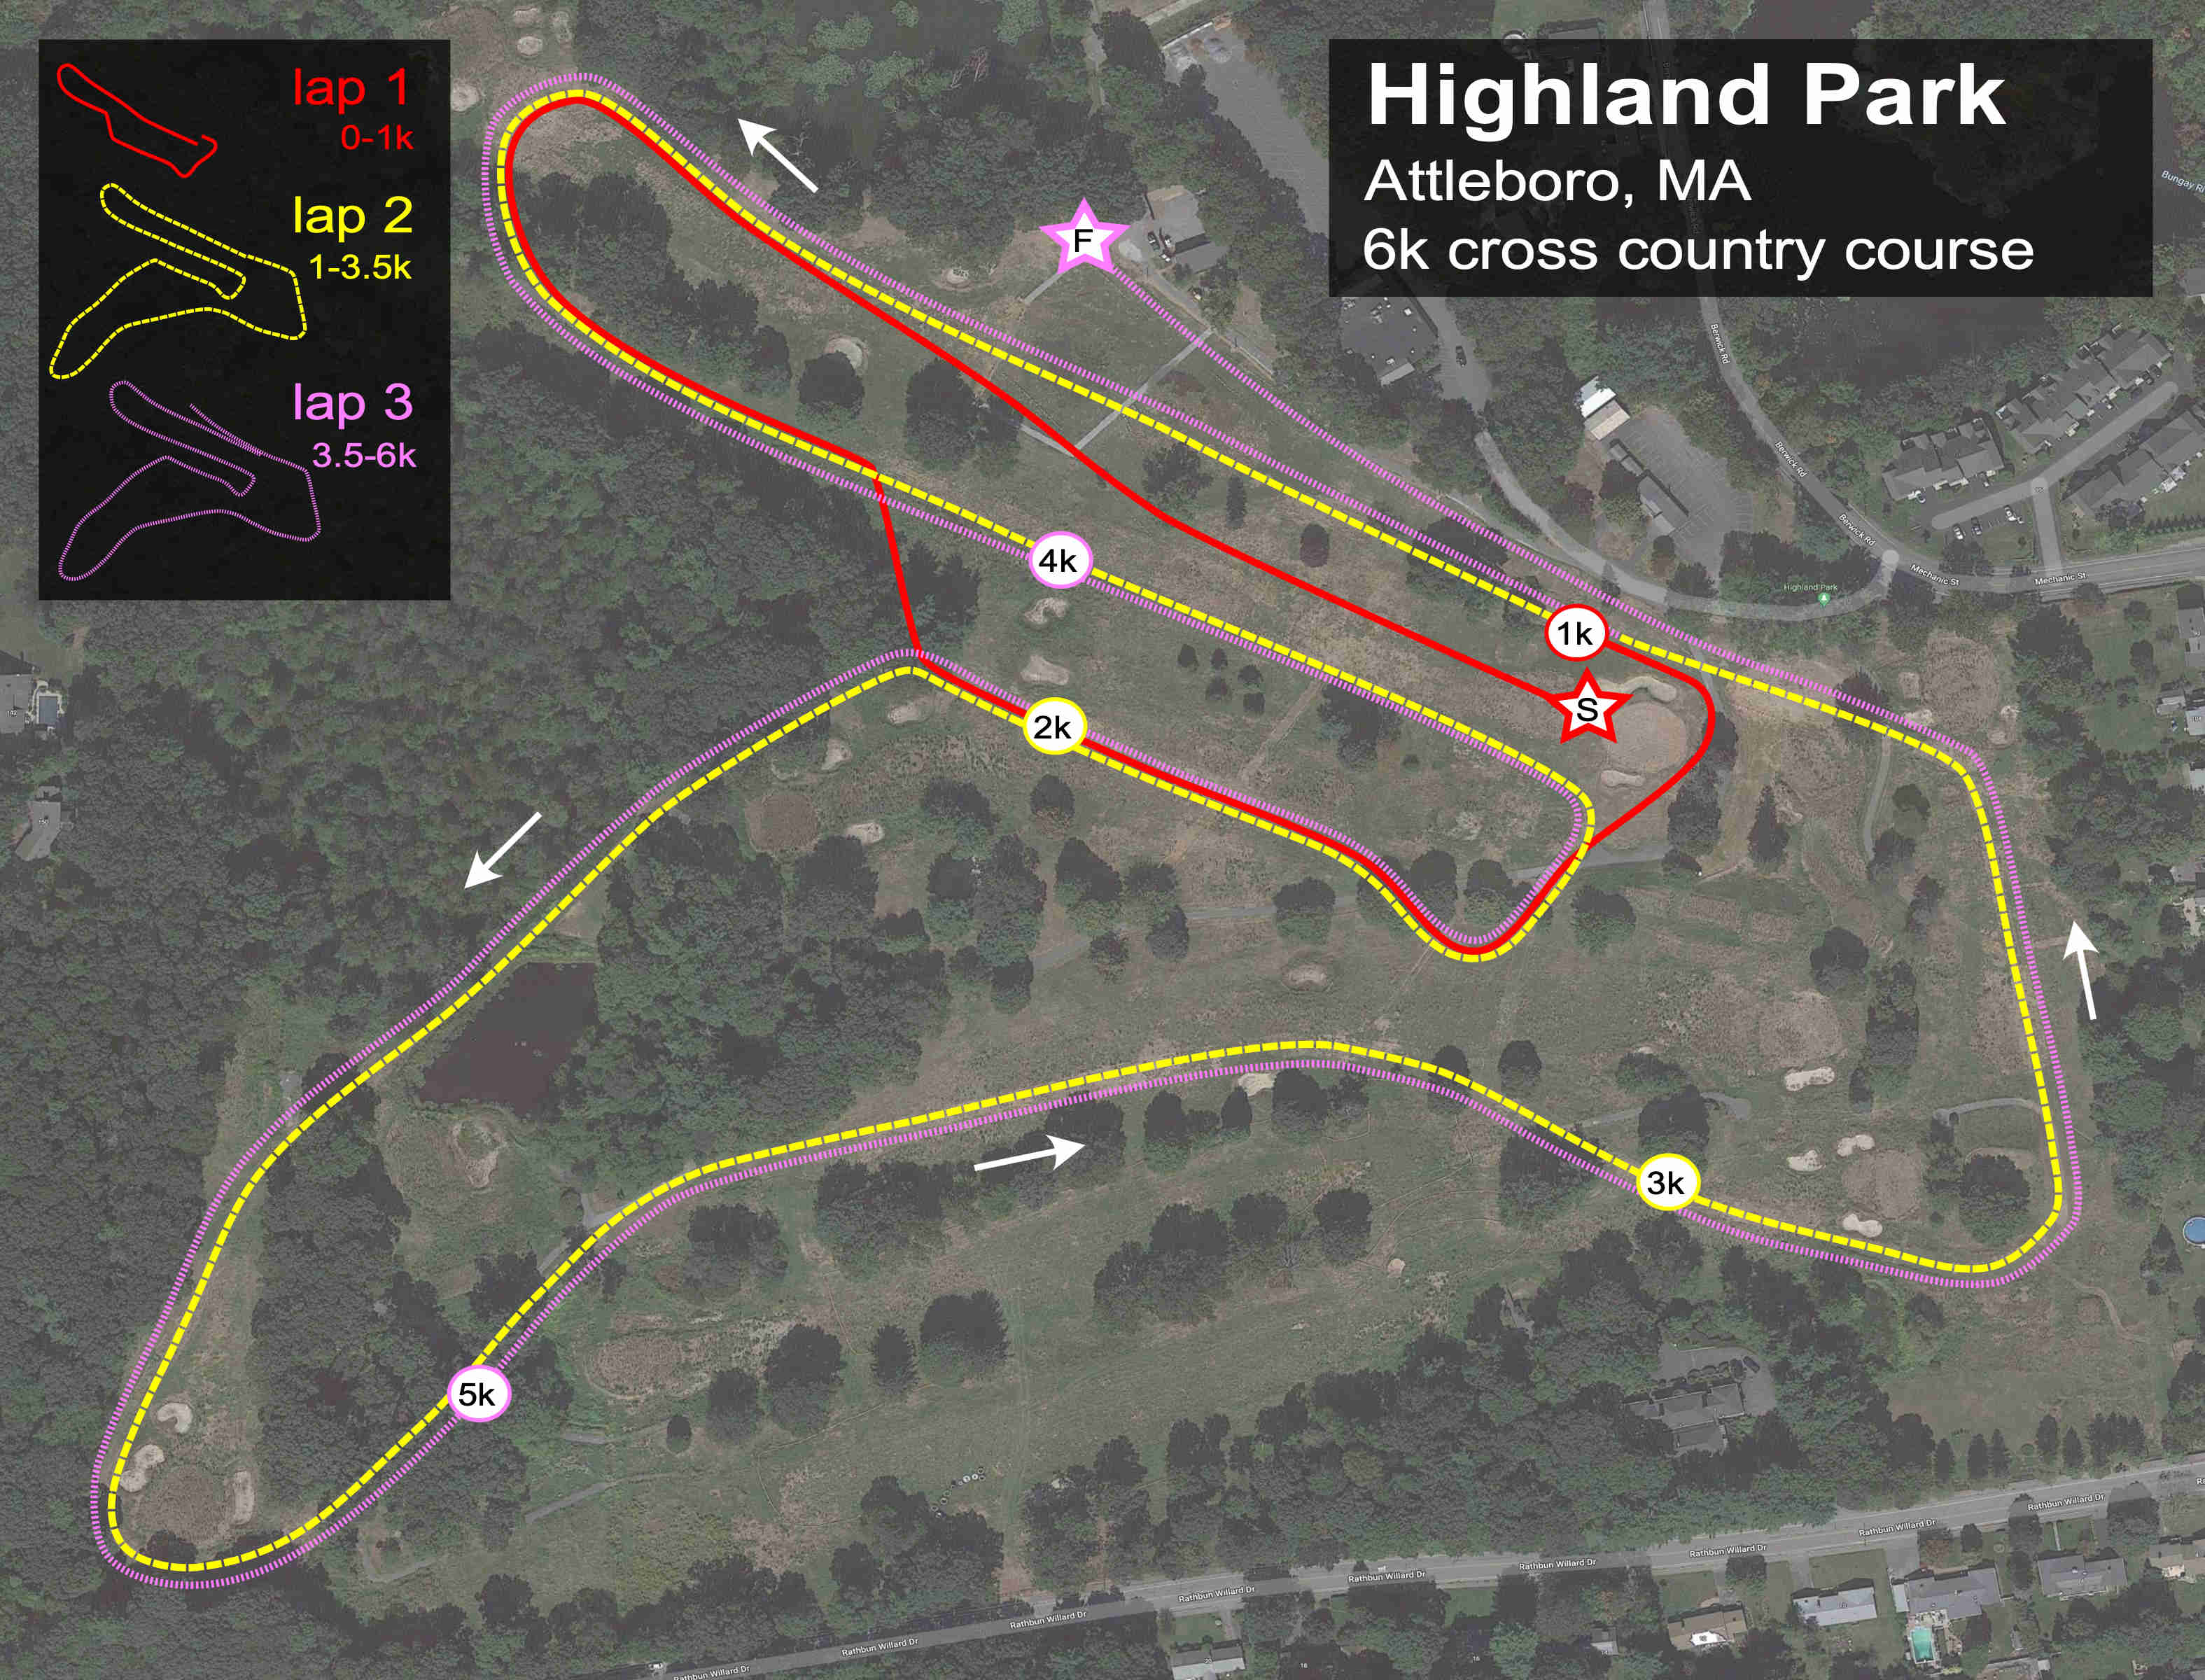 lap 1
0-1k
lap 2
1-3.5k
lap 3
3.5-6k
Highland Park
Attleboro, MA
6k cross country course
F
Bungay Ri
Berwick Rd
Berwick Rd
Berwick Rd
Mechanic St
Mechanic St
Highland Park
4k
1k
S
2k
3k
5k
Rathbun Willard Dr
Rathbun Willard Dr
Rathbun Willard Dr
Rathbun Willard Dr
Rathbun Willard Dr
Rathbun Willard Dr
Rathbun Willard Dr
Rathbun Willard Dr
Rathbun Willard Dr